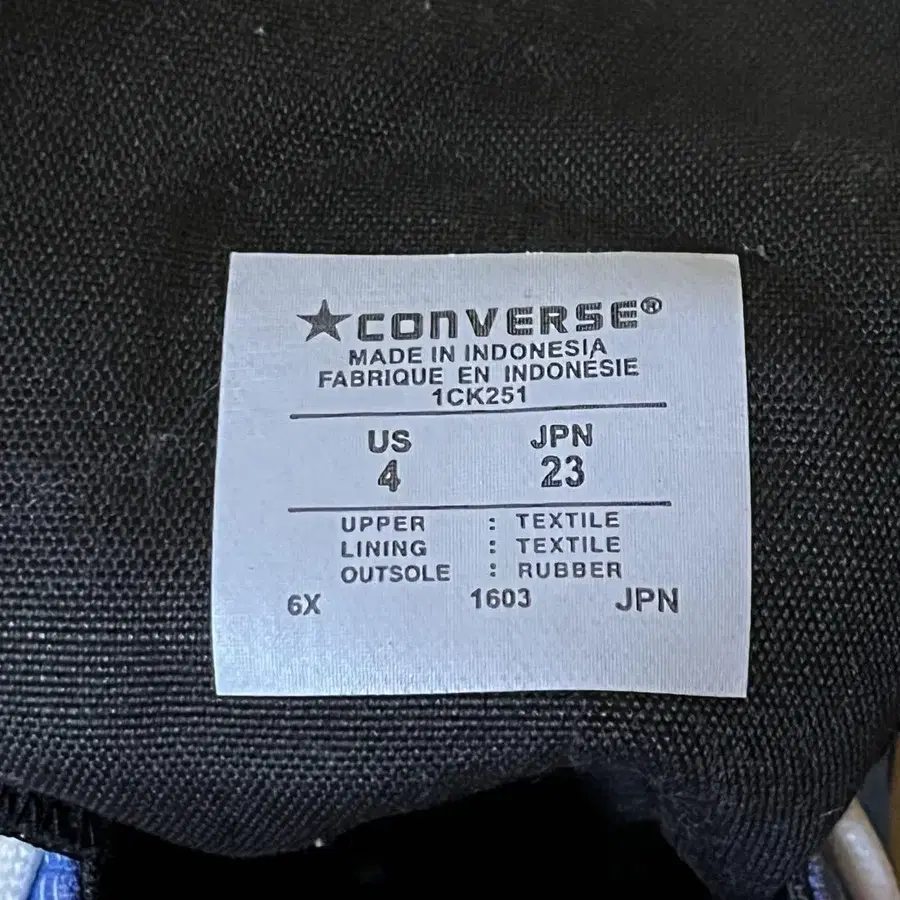 ★CONVERSE®
MADE IN INDONESIA
FABRIQUE EN INDONESIE
1CK251
US JPN
4 23
UPPER : TEXTILE
LINING : TEXTILE
OUTSOLE : RUBBER
6X 1603 JPN